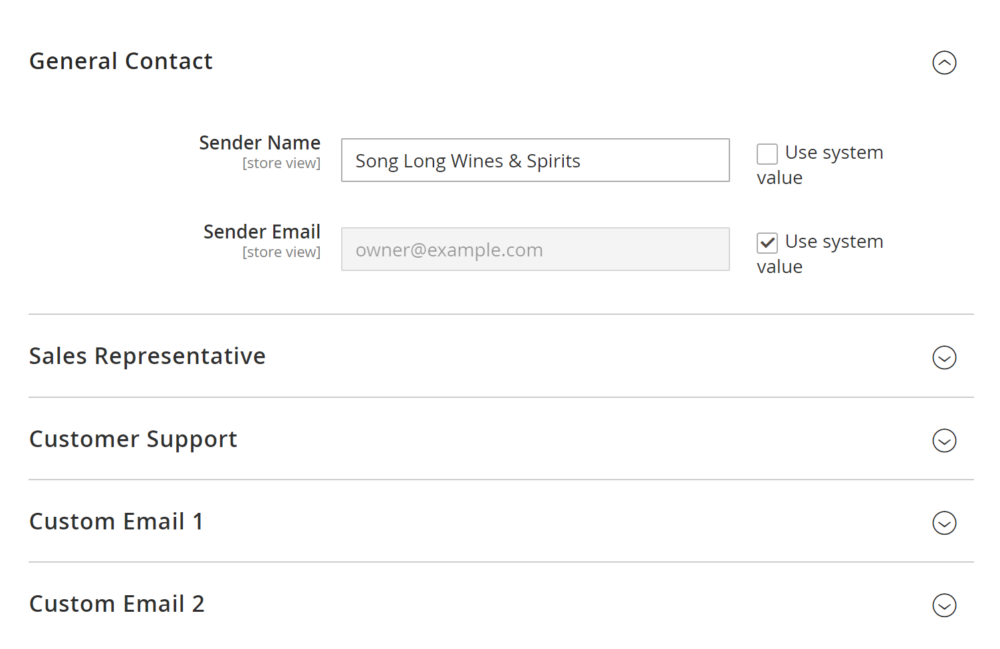 General Contact
Sender Name
[store view]
Song Long Wines & Spirits
Use system
value
Sender Email
[store view]
owner@example.com
Use system
value
Sales Representative
Customer Support
Custom Email 1
Custom Email 2